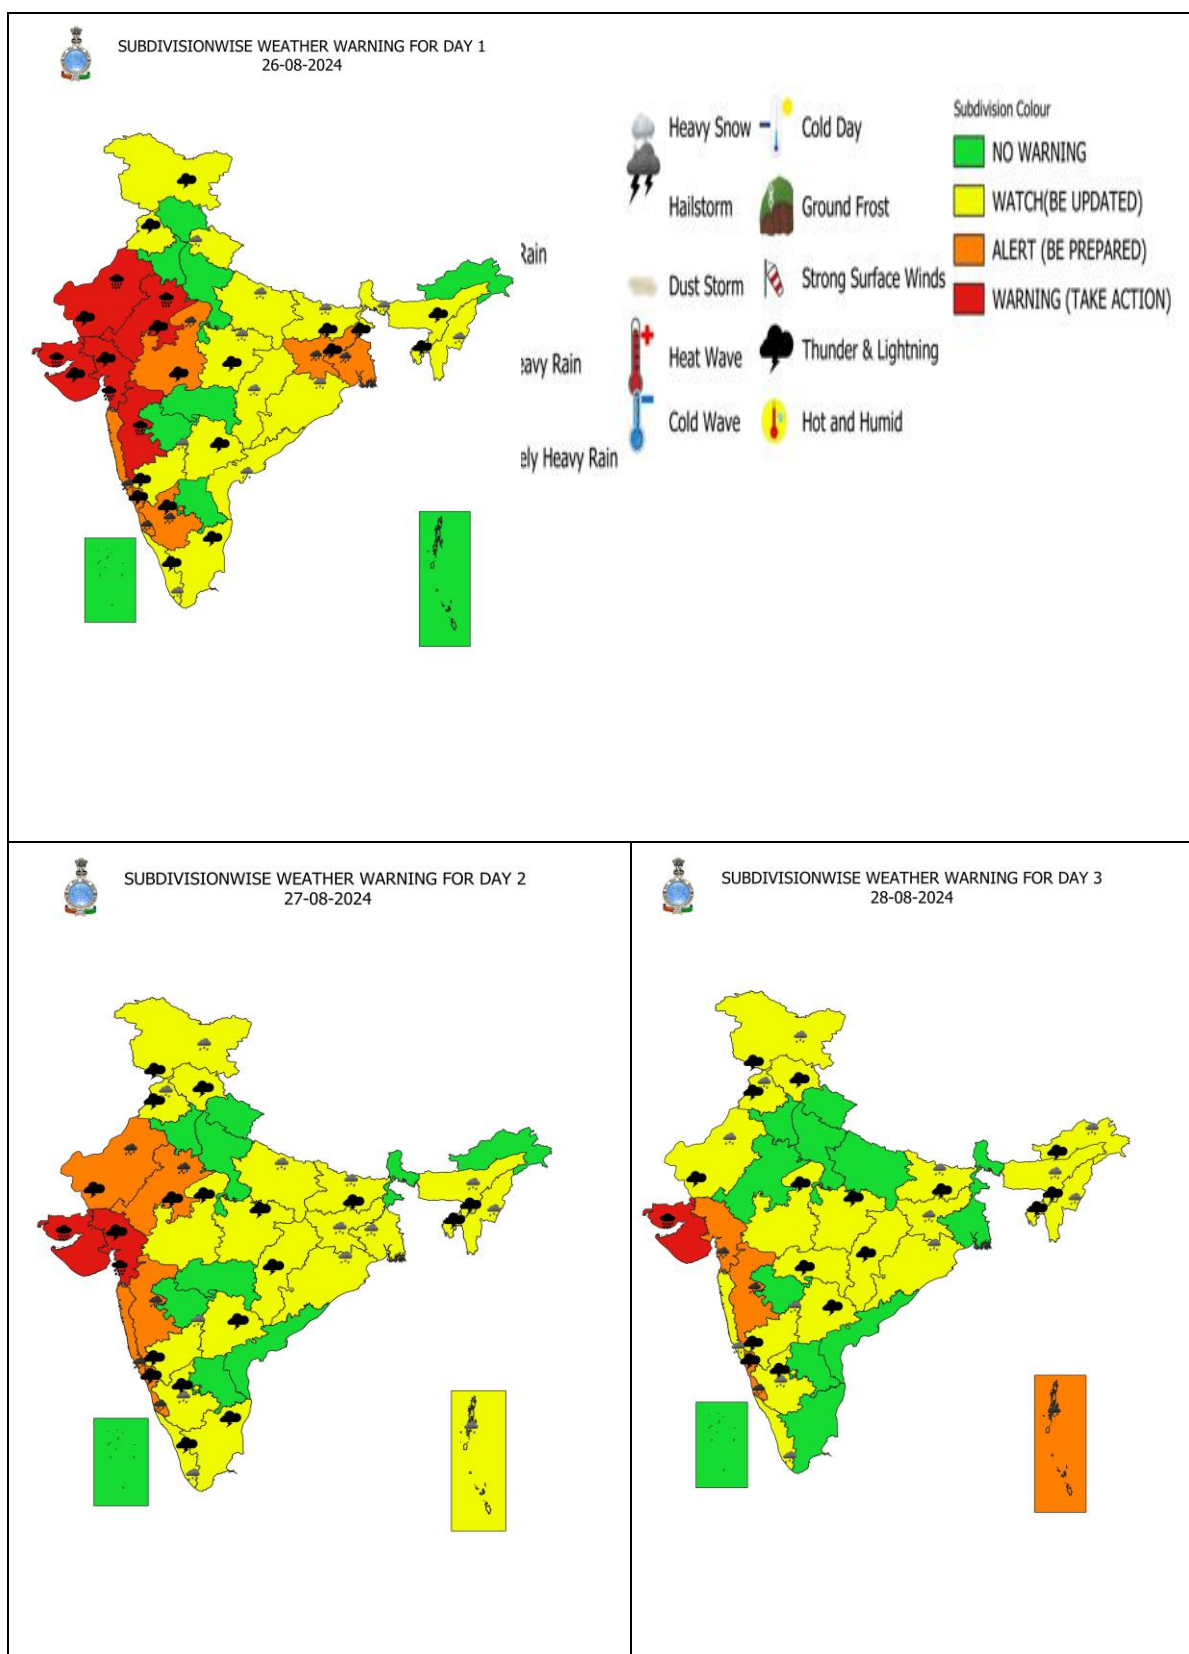 SUBDIVISIONWISE WEATHER WARNING FOR DAY 1
26-08-2024
Heavy Snow
Cold Day
Hailstorm
Ground Frost
Rain
Dust Storm
Strong Surface Winds
eavy Rain
Heat Wave
Thunder & Lightning
Cold Wave
Hot and Humid
ely Heavy Rain
Subdivision Colour
NO WARNING
WATCH(BE UPDATED)
ALERT (BE PREPARED)
WARNING (TAKE ACTION)
SUBDIVISIONWISE WEATHER WARNING FOR DAY 2
27-08-2024
SUBDIVISIONWISE WEATHER WARNING FOR DAY 3
28-08-2024